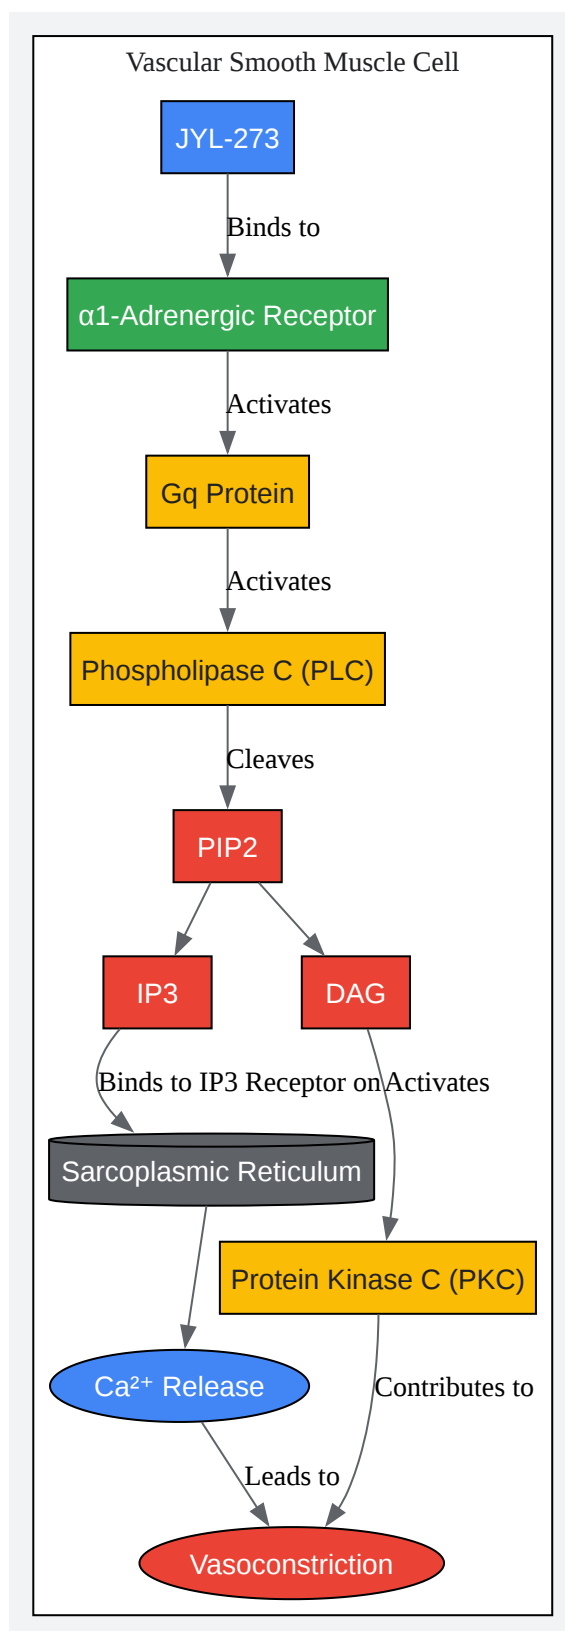 Vascular Smooth Muscle Cell
JYL-273
Binds to
α1-Adrenergic Receptor
Activates
Gq Protein
Activates
Phospholipase C (PLC)
Cleaves
PIP2
IP3
DAG
Binds to IP3 Receptor on
Activates
Sarcoplasmic Reticulum
Protein Kinase C (PKC)
Ca²⁺ Release
Contributes to
Leads to
Vasoconstriction